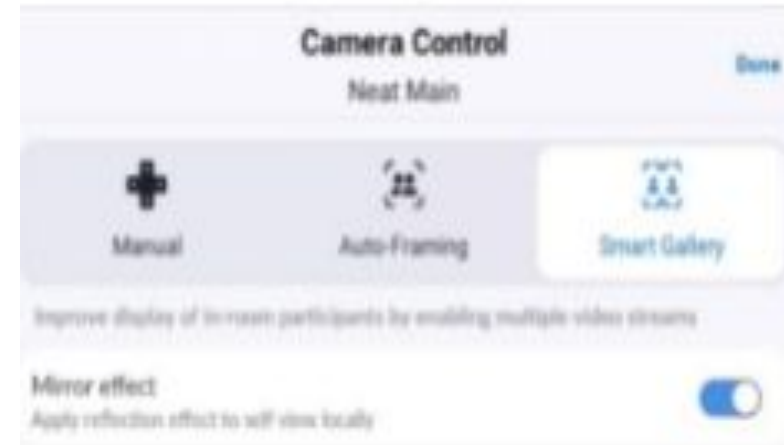 Camera Control
Done
Neat Main
Manual
Auto-Framing
Smart Gallery
Improve display of in-room participants by enabling multiple video streams
Mirror effect
Apply reflection effect to self view locally